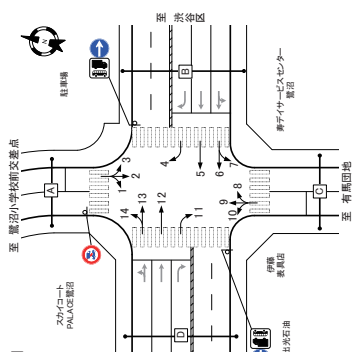 至 渋谷区
N
駐車場
B
寿デイサービスセンター
鷺沼
至 鷺沼小学校前交差点
A
1
2
3
4
5
6
7
8
9
10
11
12
13
14
C
至 有馬団地
スカイコート
PALACE鷺沼
D
伊藤
表具店
出光石油